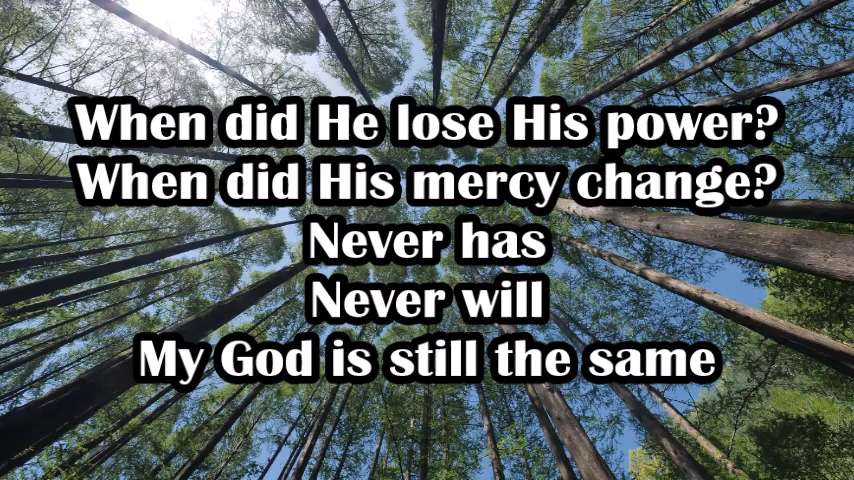 When did He lose His power?
When did His mercy change?
Never has
Never will
My God is still the same